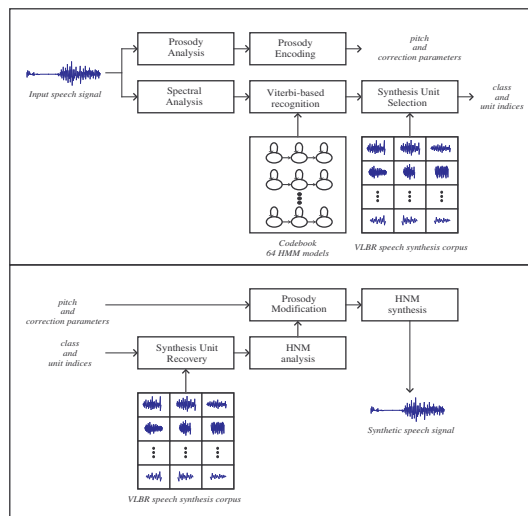 Prosody
Analysis
Prosody
Encoding
pitch
and
correction parameters
Input speech signal
Spectral
Analysis
Viterbi-based
recognition
Synthesis Unit
Selection
class
and
unit indices
Codebook
64 HMM models
VLBR speech synthesis corpus
pitch
and
correction parameters
Prosody
Modification
HNM
synthesis
class
and
unit indices
Synthesis Unit
Recovery
HNM
analysis
Synthetic speech signal
VLBR speech synthesis corpus